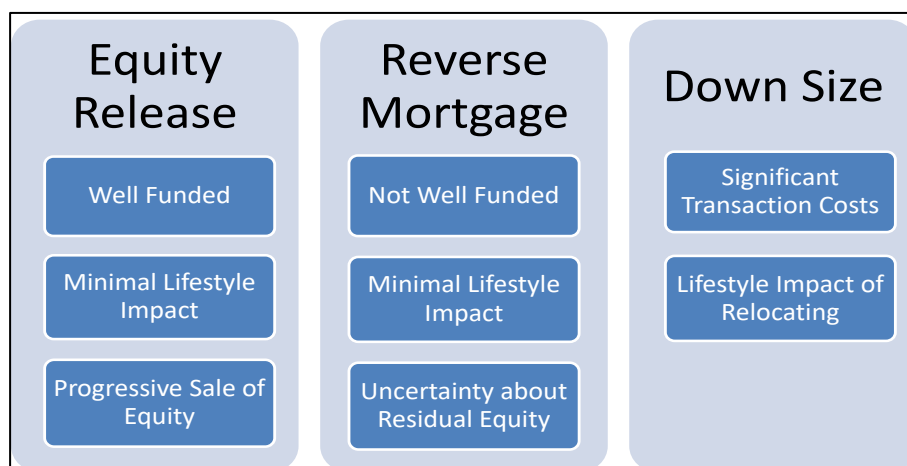 Equity
Release
Well Funded
Minimal Lifestyle
Impact
Progressive Sale of
Equity
Reverse
Mortgage
Not Well Funded
Minimal Lifestyle
Impact
Uncertainty about
Residual Equity
Down Size
Significant
Transaction Costs
Lifestyle Impact of
Relocating